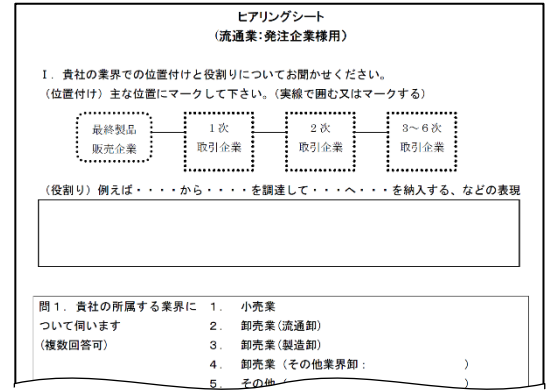 ヒアリングシート
(流通業:発注企業様用)
Ⅰ. 貴社の業界での位置付けと役割りについてお聞かせください。
(位置付け) 主な位置にマークして下さい。(実線で囲む又はマークする)
最終製品
販売企業
1次
取引企業
2次
取引企業
3~6次
取引企業
(役割り) 例えば・・・・から・・・・を調達して・・・へ・・・を納入する、などの表現
問1. 貴社の所属する業界に
ついて伺います
(複数回答可)
1. 小売業
2. 卸売業(流通卸)
3. 卸売業(製造卸)
4. 卸売業 (その他業界卸: )
5. その他 ( )